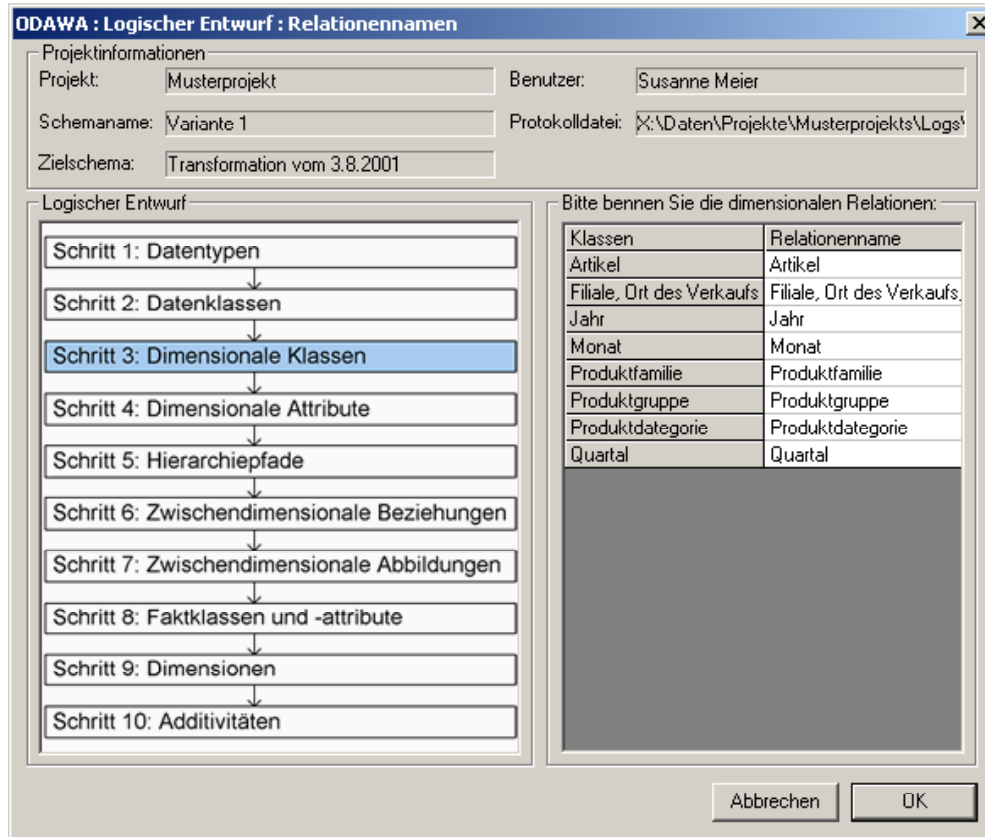 ODAWA : Logischer Entwurf : Relationennamen
Projektinformationen
Projekt: Musterprojekt Benutzer: Susanne Meier
Schemaname: Variante 1 Protokolldatei: X:\Daten\Projekte\Musterprojekts\Logs\
Zielschema: Transformation vom 3.8.2001
Logischer Entwurf
Schritt 1: Datentypen
Schritt 2: Datenklassen
Schritt 3: Dimensionale Klassen
Schritt 4: Dimensionale Attribute
Schritt 5: Hierarchiepfade
Schritt 6: Zwischendimensionale Beziehungen
Schritt 7: Zwischendimensionale Abbildungen
Schritt 8: Faktklassen und -attribute
Schritt 9: Dimensionen
Schritt 10: Additivitäten
Bitte bennen Sie die dimensionalen Relationen:
Klassen Relationenname
Artikel Artikel
Filiale, Ort des Verkaufs Filiale, Ort des Verkaufs,
Jahr Jahr
Monat Monat
Produktfamilie Produktfamilie
Produktgruppe Produktgruppe
Produktdategorie Produktdategorie
Quartal Quartal
Abbrechen OK